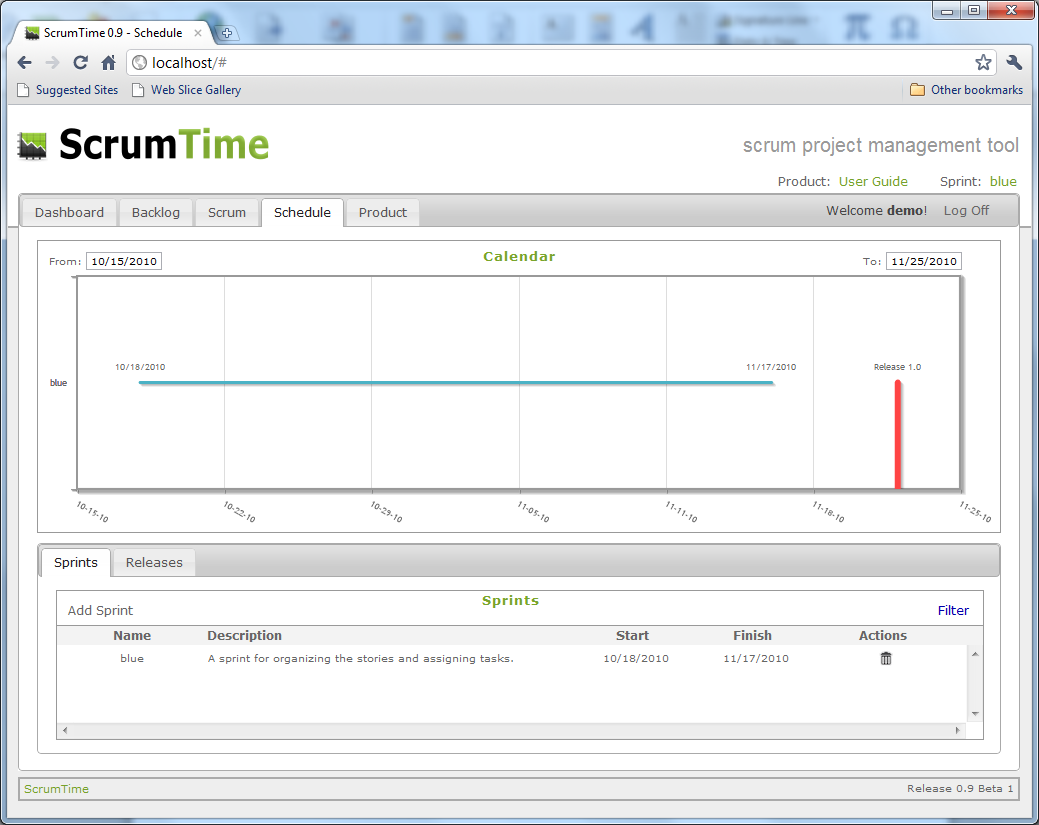 ScrumTime 0.9 - Schedule
localhost/#
Suggested Sites Web Slice Gallery Other bookmarks
ScrumTime
scrum project management tool
Product: User Guide Sprint: blue
Dashboard Backlog Scrum Schedule Product Welcome demo! Log Off
Calendar
From: 10/15/2010 To: 11/25/2010
10/18/2010 11/17/2010 Release 1.0
blue
10-15-10 10-22-10 10-29-10 11-05-10 11-11-10 11-18-10 11-25-10
Sprints Releases
Sprints
Add Sprint Filter
Name Description Start Finish Actions
blue A sprint for organizing the stories and assigning tasks. 10/18/2010 11/17/2010
ScrumTime Release 0.9 Beta 1